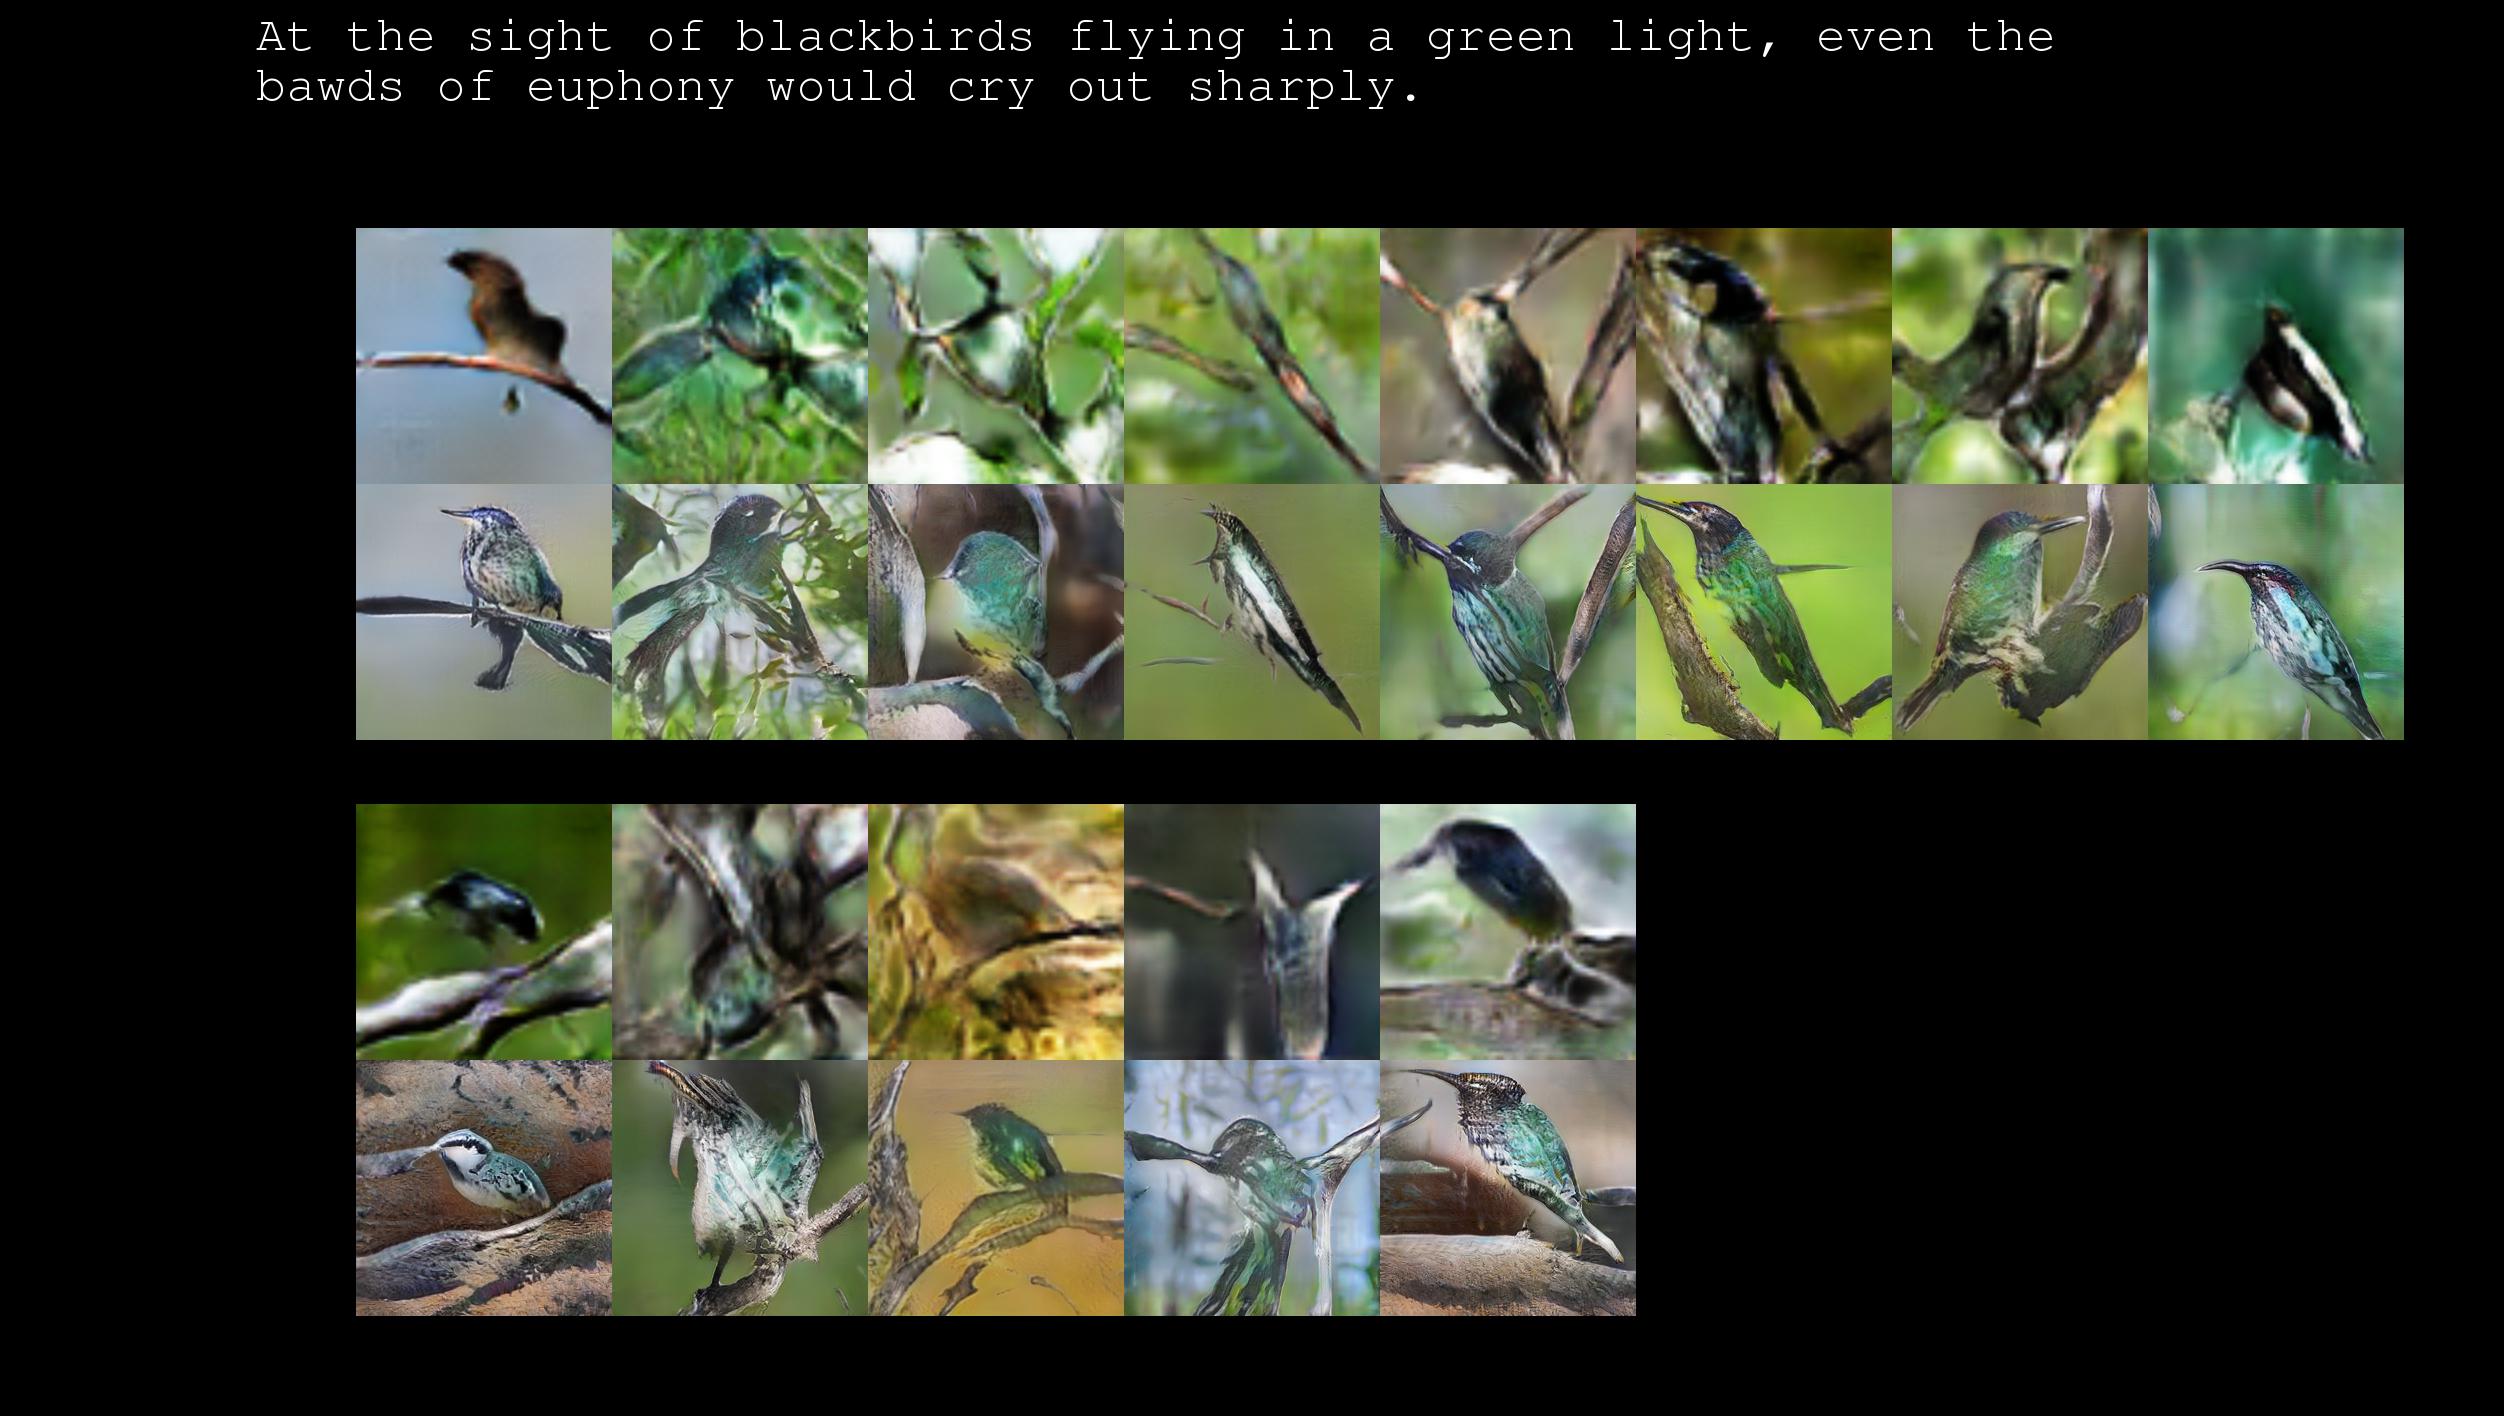 At the sight of blackbirds flying in a green light, even the
bawds of euphony would cry out sharply.